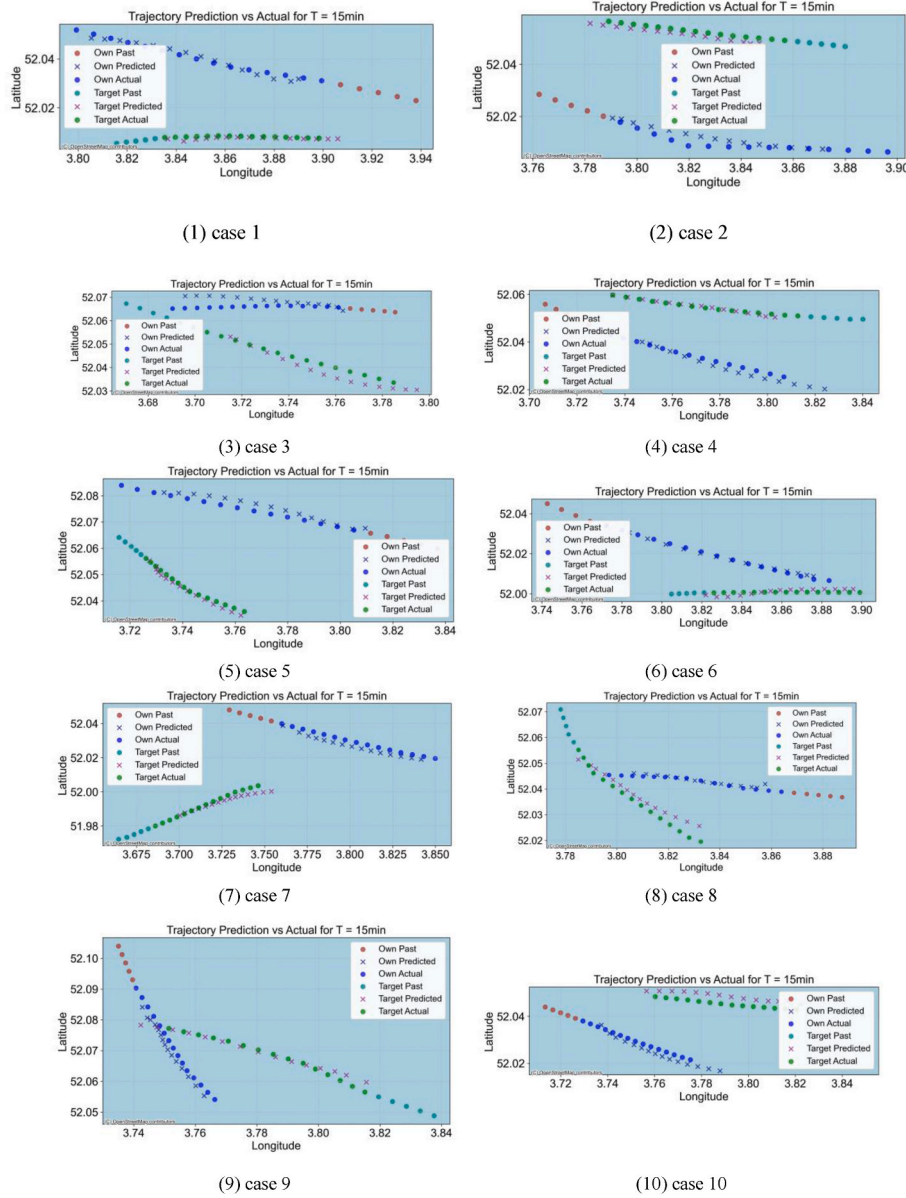 Trajectory Prediction vs Actual for T = 15min
Latitude
52.04
52.02
Own Past
Own Predicted
Own Actual
Target Past
Target Predicted
Target Actual
(C) OpenStreetMap contributors
3.80 3.82 3.84 3.86 3.88 3.90 3.92 3.94
Longitude
(1) case 1
Trajectory Prediction vs Actual for T = 15min
Latitude
52.04
52.02
Own Past
Own Predicted
Own Actual
Target Past
Target Predicted
Target Actual
(C) OpenStreetMap contributors
3.76 3.78 3.80 3.82 3.84 3.86 3.88 3.90
Longitude
(2) case 2
Trajectory Prediction vs Actual for T = 15min
Latitude
52.07
52.06
52.05
52.04
52.03
Own Past
Own Predicted
Own Actual
Target Past
Target Predicted
Target Actual
(C) OpenStreetMap contributors
3.68 3.70 3.72 3.74 3.76 3.78 3.80
Longitude
(3) case 3
Trajectory Prediction vs Actual for T = 15min
Latitude
52.06
52.04
52.02
Own Past
Own Predicted
Own Actual
Target Past
Target Predicted
Target Actual
(C) OpenStreetMap contributors
3.70 3.72 3.74 3.76 3.78 3.80 3.82 3.84
Longitude
(4) case 4
Trajectory Prediction vs Actual for T = 15min
Latitude
52.08
52.07
52.06
52.05
52.04
Own Past
Own Predicted
Own Actual
Target Past
Target Predicted
Target Actual
(C) OpenStreetMap contributors
3.72 3.74 3.76 3.78 3.80 3.82 3.84
Longitude
(5) case 5
Trajectory Prediction vs Actual for T = 15min
Latitude
52.04
52.02
52.00
Own Past
Own Predicted
Own Actual
Target Past
Target Predicted
Target Actual
(C) OpenStreetMap contributors
3.74 3.76 3.78 3.80 3.82 3.84 3.86 3.88 3.90
Longitude
(6) case 6
Trajectory Prediction vs Actual for T = 15min
Latitude
52.04
52.02
52.00
51.98
Own Past
Own Predicted
Own Actual
Target Past
Target Predicted
Target Actual
(C) OpenStreetMap contributors
3.675 3.700 3.725 3.750 3.775 3.800 3.825 3.850
Longitude
(7) case 7
Trajectory Prediction vs Actual for T = 15min
Latitude
52.07
52.06
52.05
52.04
52.03
52.02
Own Past
Own Predicted
Own Actual
Target Past
Target Predicted
Target Actual
(C) OpenStreetMap contributors
3.78 3.80 3.82 3.84 3.86 3.88
Longitude
(8) case 8
Trajectory Prediction vs Actual for T = 15min
Latitude
52.10
52.09
52.08
52.07
52.06
52.05
Own Past
Own Predicted
Own Actual
Target Past
Target Predicted
Target Actual
(C) OpenStreetMap contributors
3.74 3.76 3.78 3.80 3.82 3.84
Longitude
(9) case 9
Trajectory Prediction vs Actual for T = 15min
Latitude
52.04
52.02
Own Past
Own Predicted
Own Actual
Target Past
Target Predicted
Target Actual
(C) OpenStreetMap contributors
3.72 3.74 3.76 3.78 3.80 3.82 3.84
Longitude
(10) case 10